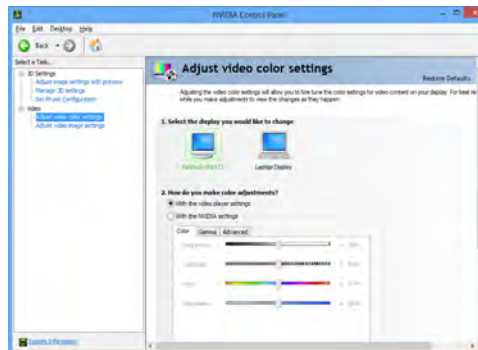 NVIDIA Control Panel
File Edit Desktop Help
Back
Select a Task...
3D Settings
Adjust image settings with preview
Manage 3D settings
Set PhysX Configuration
Video
Adjust video color settings
Adjust video image settings
Adjust video color settings
Restore Defaults
Adjusting the video color settings will allow you to fine tune the color settings for video content on your display. For best re
while you make adjustments to view the changes as they happen.
1. Select the display you would like to change
Laptop Display
2. How do you make color adjustments?
With the video player settings
With the NVIDIA settings
Color Gamma Advanced
System Information